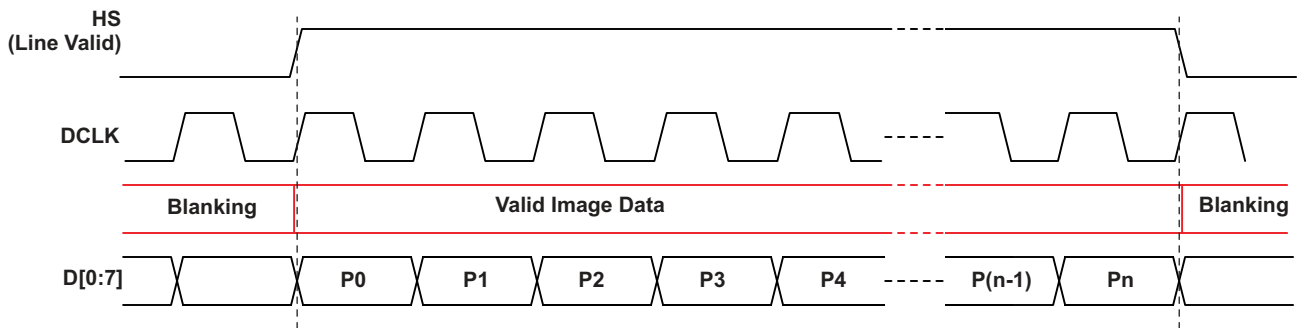 HS
(Line Valid)
DCLK
Blanking
Valid Image Data
Blanking
D[0:7]
P0
P1
P2
P3
P4
P(n-1)
Pn